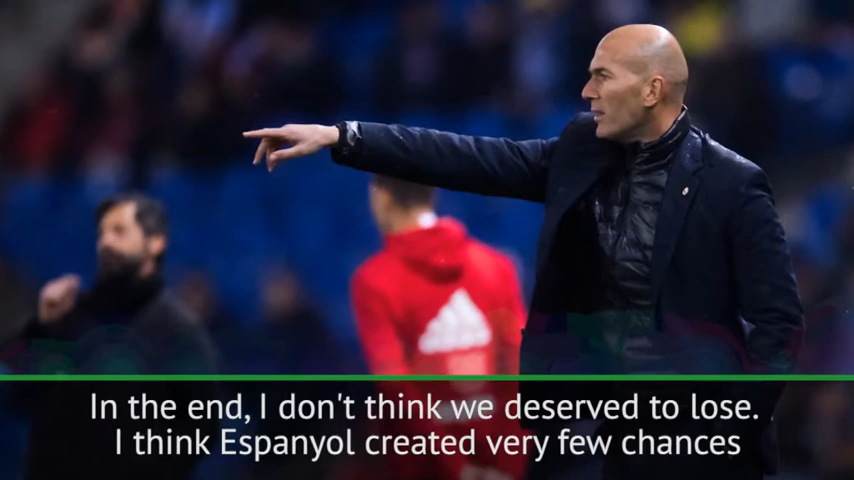 In the end, I don't think we deserved to lose.
I think Espanyol created very few chances